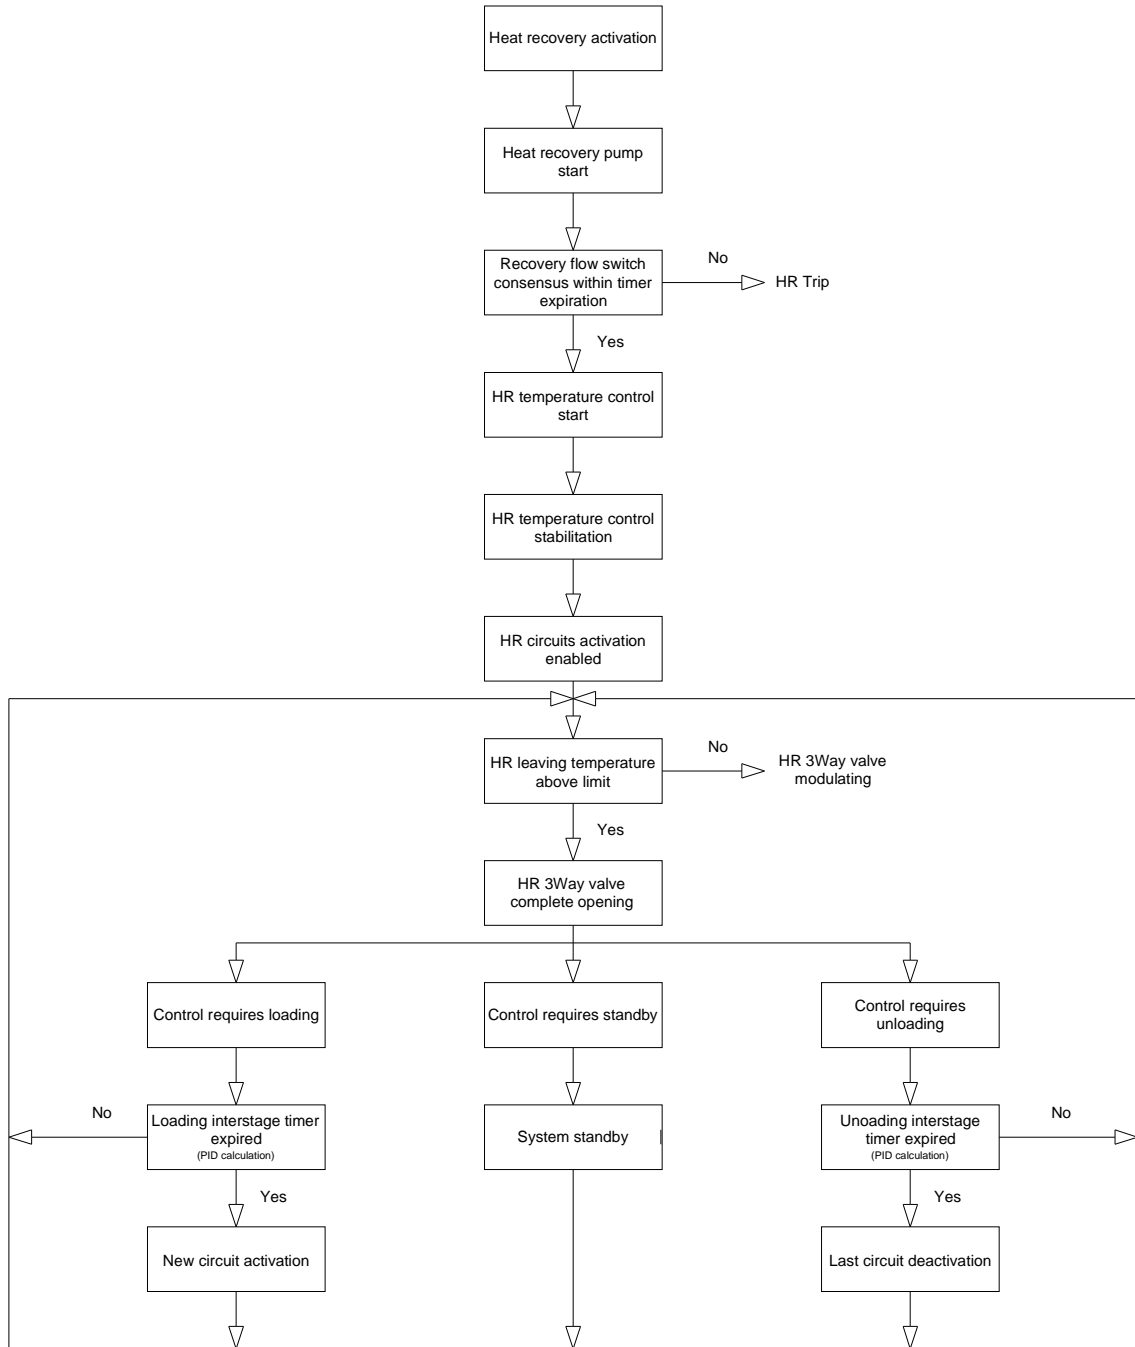 Heat recovery activation
Heat recovery pump
start
Recovery flow switch
consensus within timer
expiration
No
HR Trip
Yes
HR temperature control
start
HR temperature control
stabilitation
HR circuits activation
enabled
HR leaving temperature
above limit
No
HR 3Way valve
modulating
Yes
HR 3Way valve
complete opening
Control requires loading
Control requires standby
Control requires
unloading
No
Loading interstage timer
expired
(PID calculation)
System standby
Unoading interstage
timer expired
(PID calculation)
No
Yes
Yes
New circuit activation
Last circuit deactivation